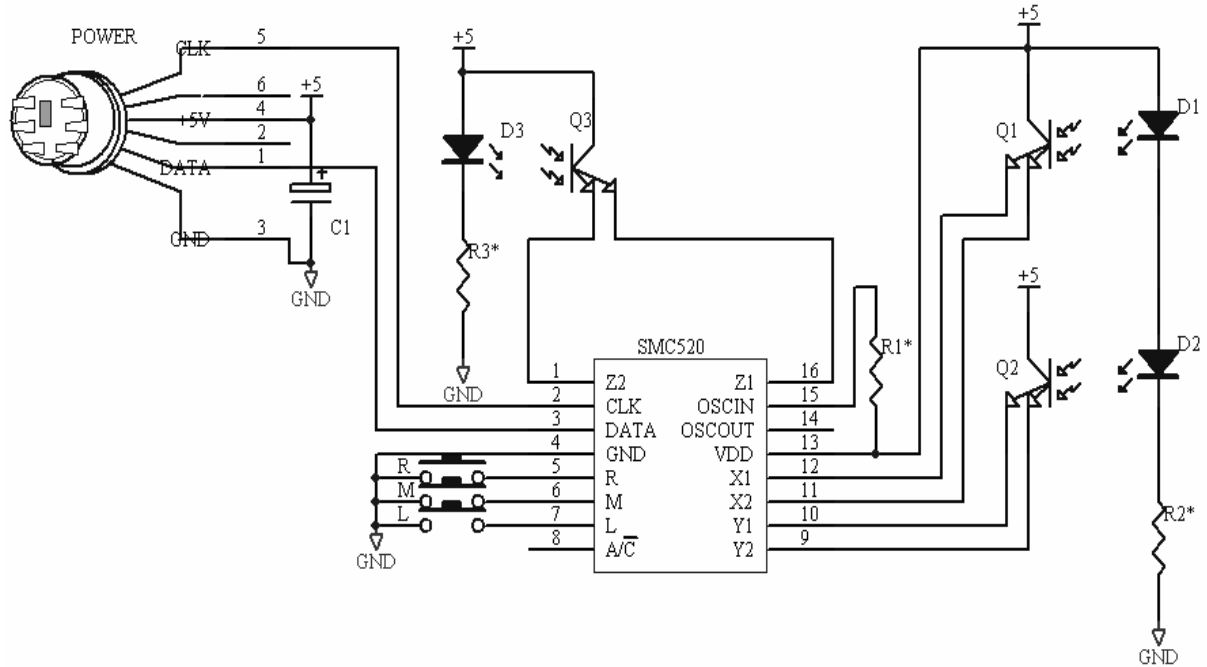 POWER
CLK 5
6
+5
+5V 4
2
DATA 1
+
C1
GND 3
GND
+5
D3
Q3
R3*
GND
+5
Q1
D1
+5
Q2
D2
R1*
R2*
GND
SMC520
1 Z2 Z1 16
2 CLK OSCIN 15
3 DATA OSCOUT 14
4 GND VDD 13
R 5 R X1 12
M 6 M X2 11
L 7 L Y1 10
8 A/C̅ Y2 9
GND